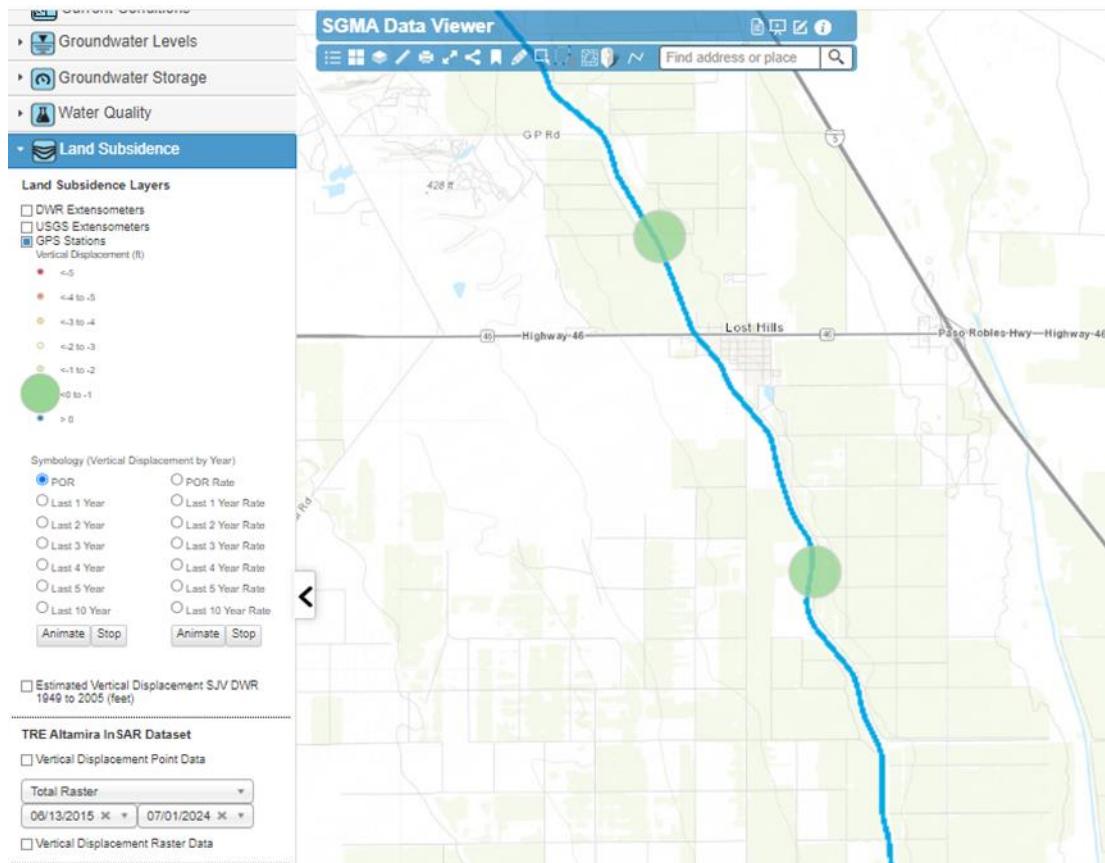 Current Conditions
Groundwater Levels
Groundwater Storage
Water Quality
Land Subsidence
Land Subsidence Layers
DWR Extensometers
USGS Extensometers
GPS Stations
Vertical Displacement (ft)
<-5
<-4 to -5
<-3 to -4
<-2 to -3
<-1 to -2
<0 to -1
> 0
Symbology (Vertical Displacement by Year)
POR
POR Rate
Last 1 Year
Last 1 Year Rate
Last 2 Year
Last 2 Year Rate
Last 3 Year
Last 3 Year Rate
Last 4 Year
Last 4 Year Rate
Last 5 Year
Last 5 Year Rate
Last 10 Year
Last 10 Year Rate
Animate Stop
Animate Stop
Estimated Vertical Displacement SJV DWR
1949 to 2005 (feet)
TRE Altamira InSAR Dataset
Vertical Displacement Point Data
Total Raster
06/13/2015
07/01/2024
Vertical Displacement Raster Data
SGMA Data Viewer
Find address or place
G P Rd
5
428 ft
Lost Hills
46
Highway 46
46
Paso Robles Hwy
Highway 46
Rd